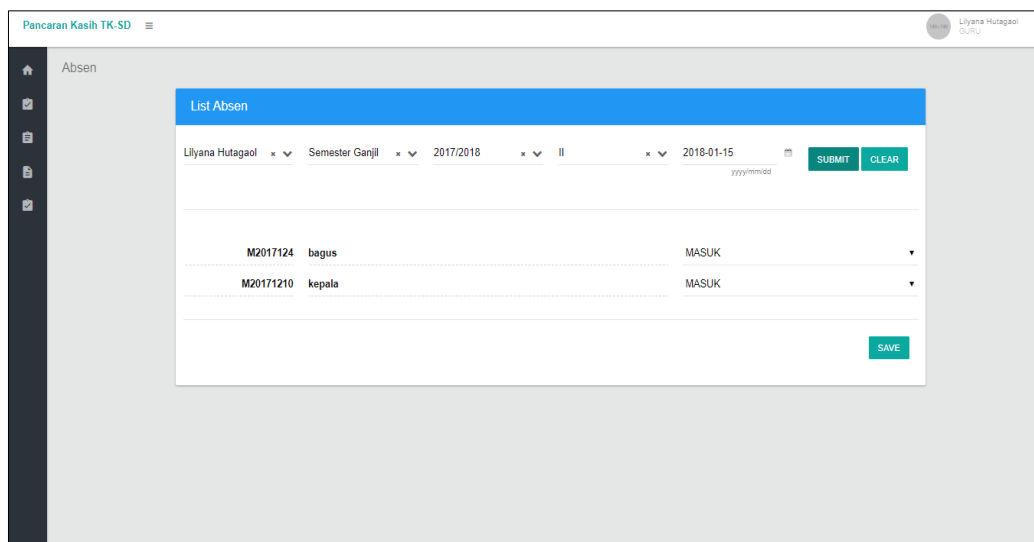 Pancaran Kasih TK-SD
Lilyana Hutagaol
GURU
Absen
List Absen
Lilyana Hutagaol × Semester Ganjil × 2017/2018 × II × 2018-01-15 SUBMIT CLEAR
yyyy/mm/dd
M2017124 bagus MASUK
M20171210 kepala MASUK
SAVE